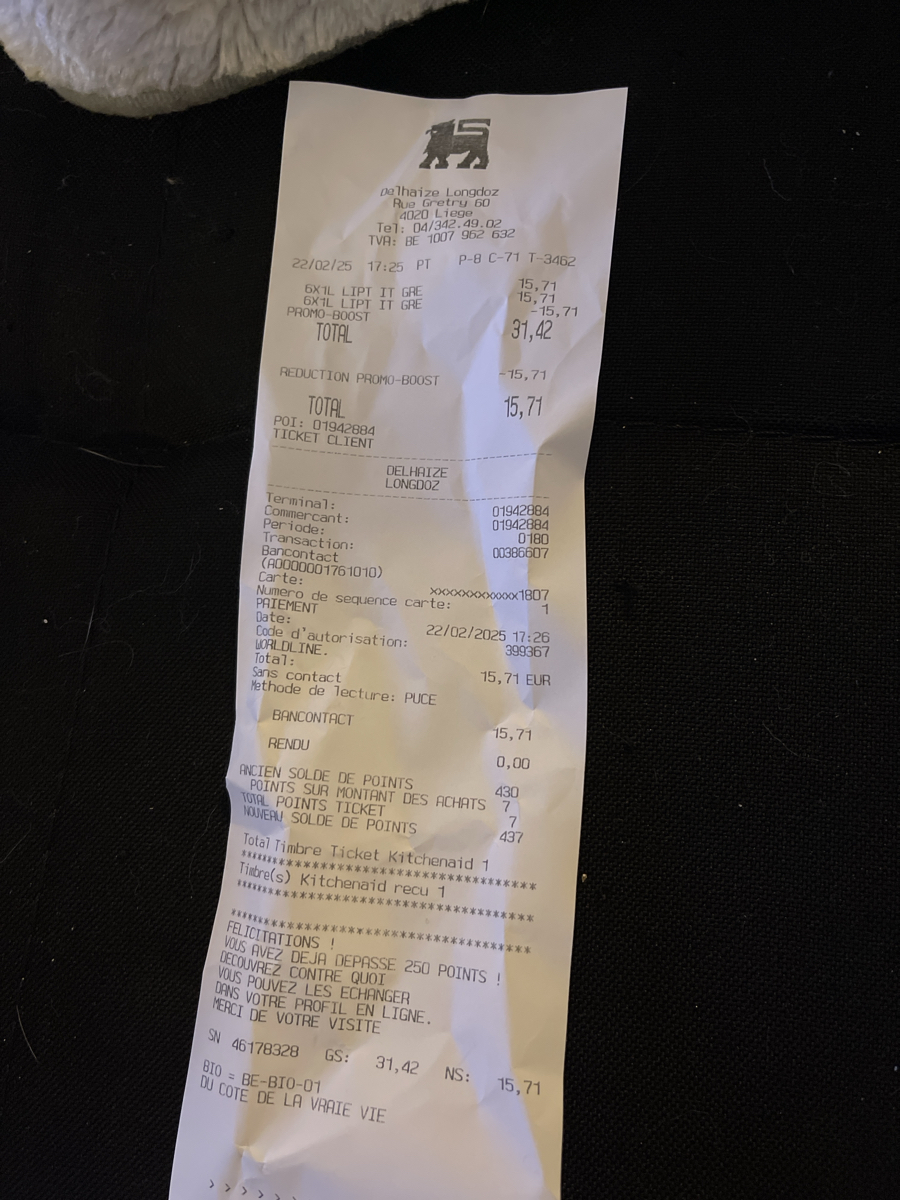 Delhaize Longdoz
Rue Gretry 60
4020 Liege
Tel: 04/342.49.02
TVA: BE 1007 962 632
22/02/25 17:25 PT P-8 C-71 T-3462
6X1L LIPT IT GRE 15,71
6X1L LIPT IT GRE 15,71
PROMO-BOOST -15,71
TOTAL 31,42
REDUCTION PROMO-BOOST -15,71
TOTAL 15,71
POI: 01942884
TICKET CLIENT
DELHAIZE
LONGDOZ
Terminal: 01942884
Commercant: 01942884
Periode: 0180
Transaction: 00386607
Bancontact
(A0000001761010)
Carte: xxxxxxxxxxxxx1807
Numero de sequence carte: 1
PAIEMENT
Date: 22/02/2025 17:26
Code d'autorisation: 399367
WORLDLINE.
Total: 15,71 EUR
Sans contact
Methode de lecture: PUCE
BANCONTACT 15,71
RENDU 0,00
ANCIEN SOLDE DE POINTS 430
POINTS SUR MONTANT DES ACHATS 7
TOTAL POINTS TICKET 7
NOUVEAU SOLDE DE POINTS 437
Total Timbre Ticket Kitchenaid 1
**************************************
Timbre(s) Kitchenaid recu 1
**************************************
**************************************
FELICITATIONS !
VOUS AVEZ DEJA DEPASSE 250 POINTS !
DECOUVREZ CONTRE QUOI
VOUS POUVEZ LES ECHANGER
DANS VOTRE PROFIL EN LIGNE.
MERCI DE VOTRE VISITE
SN 46178328 GS: 31,42 NS: 15,71
BIO = BE-BIO-01
DU COTE DE LA VRAIE VIE
> > > > > >